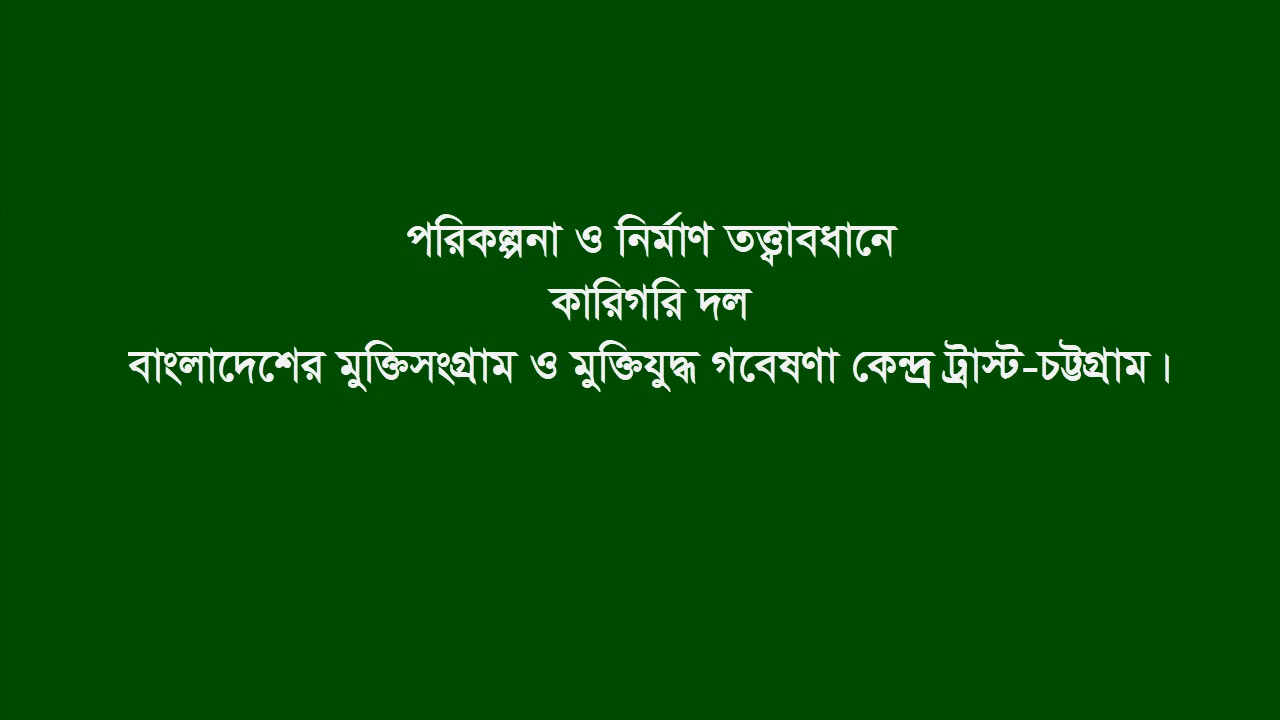 পরিকল্পনা ও নির্মাণ তত্ত্বাবধানে
কারিগরি দল
বাংলাদেশের মুক্তিসংগ্রাম ও মুক্তিযুদ্ধ গবেষণা কেন্দ্র ট্রাস্ট-চট্টগ্রাম।